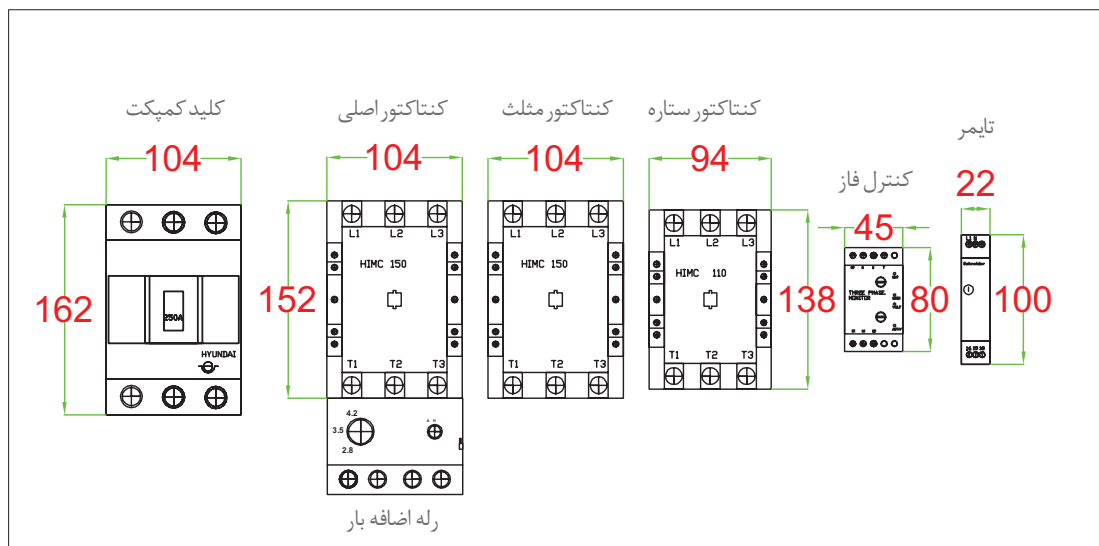 کلید کمپکت
کنتاکتور اصلی
کنتاکتور مثلث
کنتاکتور ستاره
تایمر
کنترل فاز
104
104
104
94
22
45
162
152
138
80
100
250A
HYUNDAI
L1 L2 L3
HIMC 150
T1 T2 T3
L1 L2 L3
HIMC 150
T1 T2 T3
L1 L2 L3
HIMC 110
T1 T2 T3
THREE PHASE
MONITOR
Schneider
4.2
3.5
2.8
رله اضافه بار